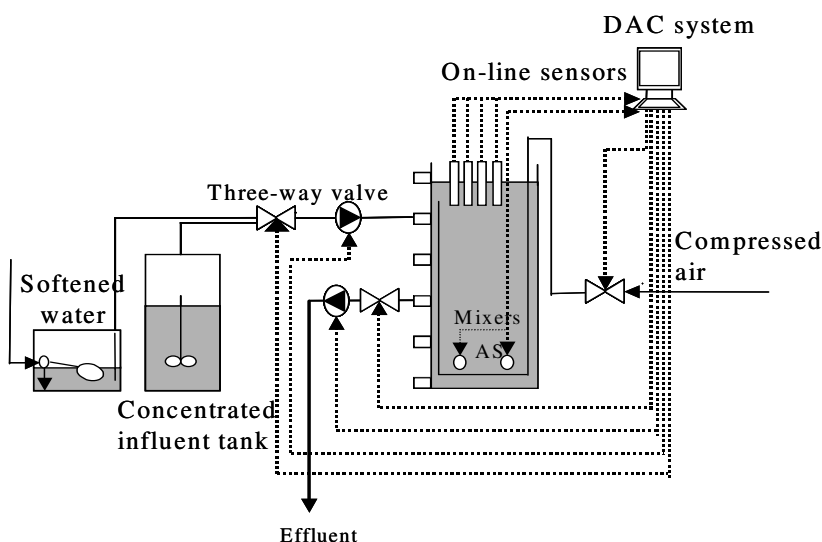 DAC system
On-line sensors
Three-way valve
Compressed
air
Softened
water
Mixers
AS
Concentrated
influent tank
Effluent